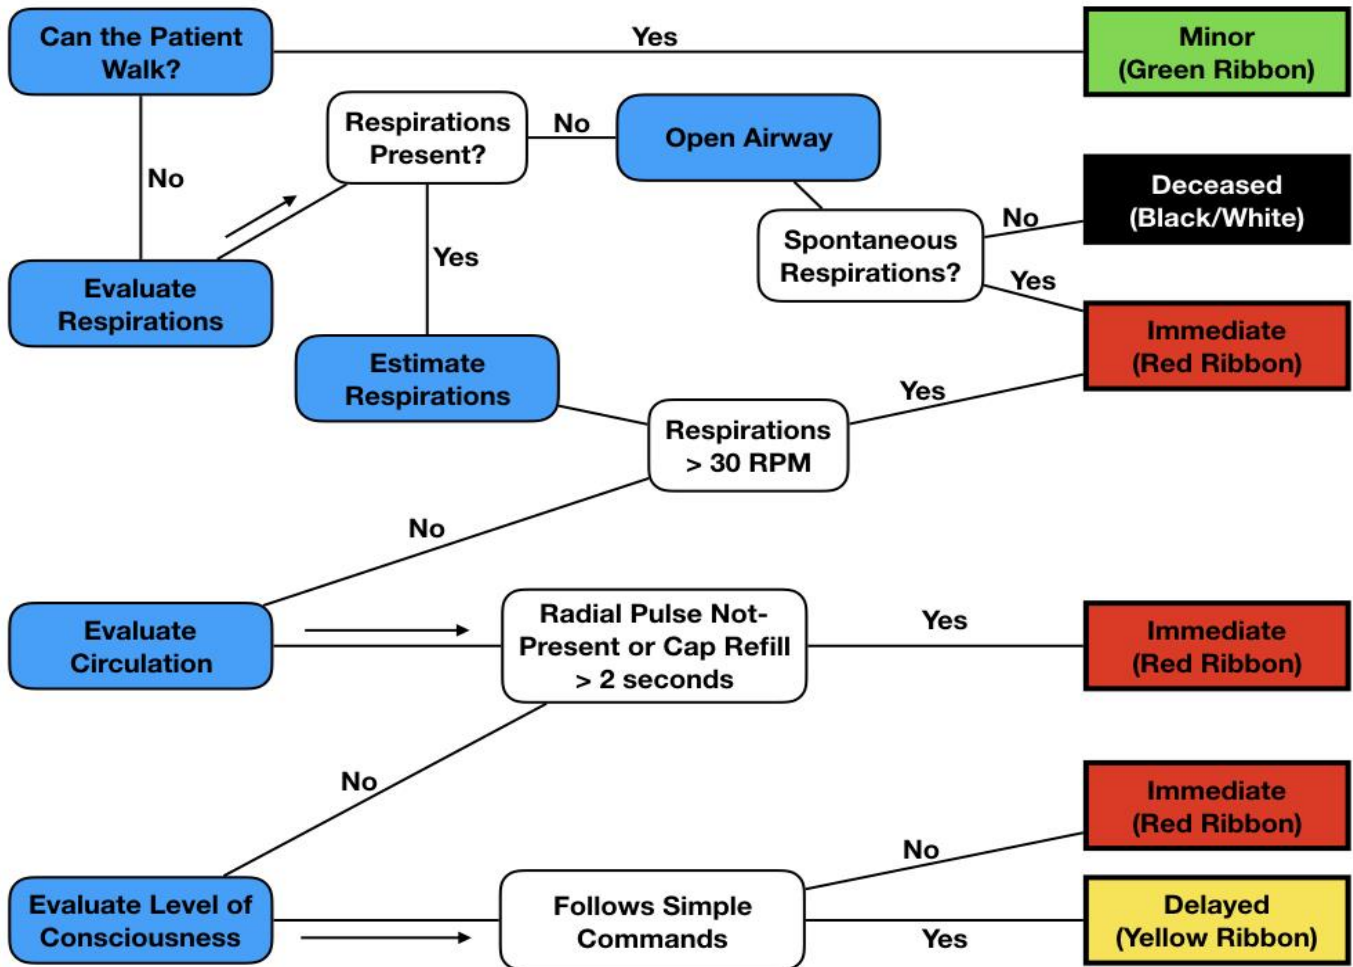 Can the Patient
Walk?
Yes
Minor
(Green Ribbon)
No
Respirations
Present?
No
Open Airway
Deceased
(Black/White)
Spontaneous
Respirations?
No
Yes
Evaluate
Respirations
Yes
Immediate
(Red Ribbon)
Estimate
Respirations
Yes
Respirations
> 30 RPM
No
Evaluate
Circulation
Radial Pulse Not-
Present or Cap Refill
> 2 seconds
Yes
Immediate
(Red Ribbon)
No
Immediate
(Red Ribbon)
No
Evaluate Level of
Consciousness
Follows Simple
Commands
Yes
Delayed
(Yellow Ribbon)